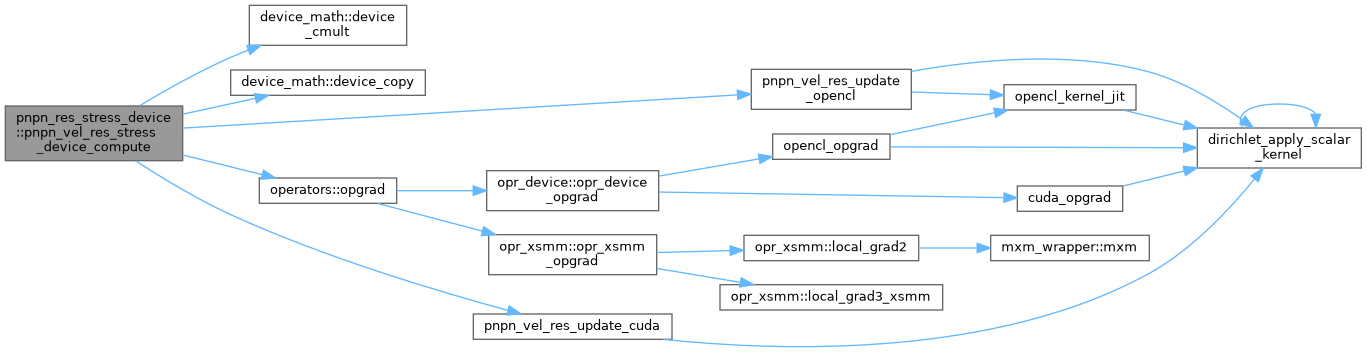 pnpn_res_stress_device
::pnpn_vel_res_stress
_device_compute
device_math::device
_cmult
device_math::device_copy
operators::opgrad
opr_device::opr_device
_opgrad
opr_xsmm::opr_xsmm
_opgrad
pnpn_vel_res_update_cuda
pnpn_vel_res_update
_opencl
opencl_opgrad
opr_xsmm::local_grad2
opr_xsmm::local_grad3_xsmm
opencl_kernel_jit
cuda_opgrad
mxm_wrapper::mxm
dirichlet_apply_scalar
_kernel